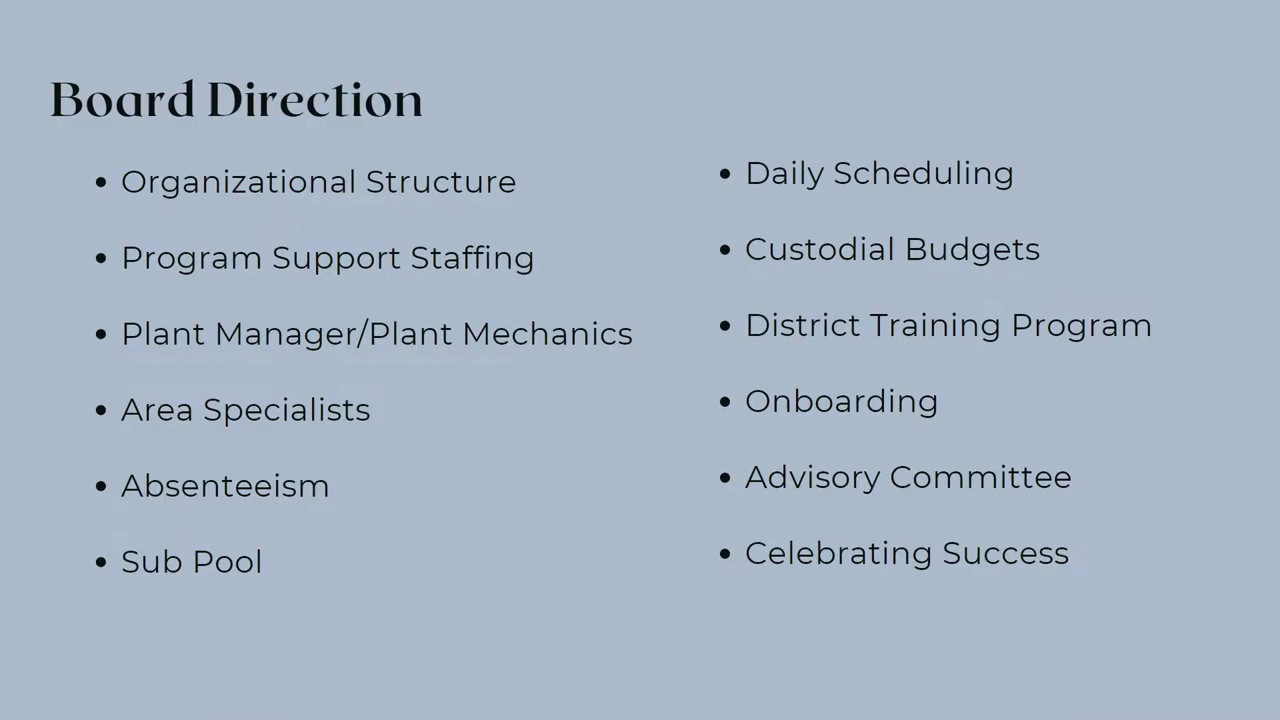 Board Direction
• Organizational Structure
• Program Support Staffing
• Plant Manager/Plant Mechanics
• Area Specialists
• Absenteeism
• Sub Pool
• Daily Scheduling
• Custodial Budgets
• District Training Program
• Onboarding
• Advisory Committee
• Celebrating Success